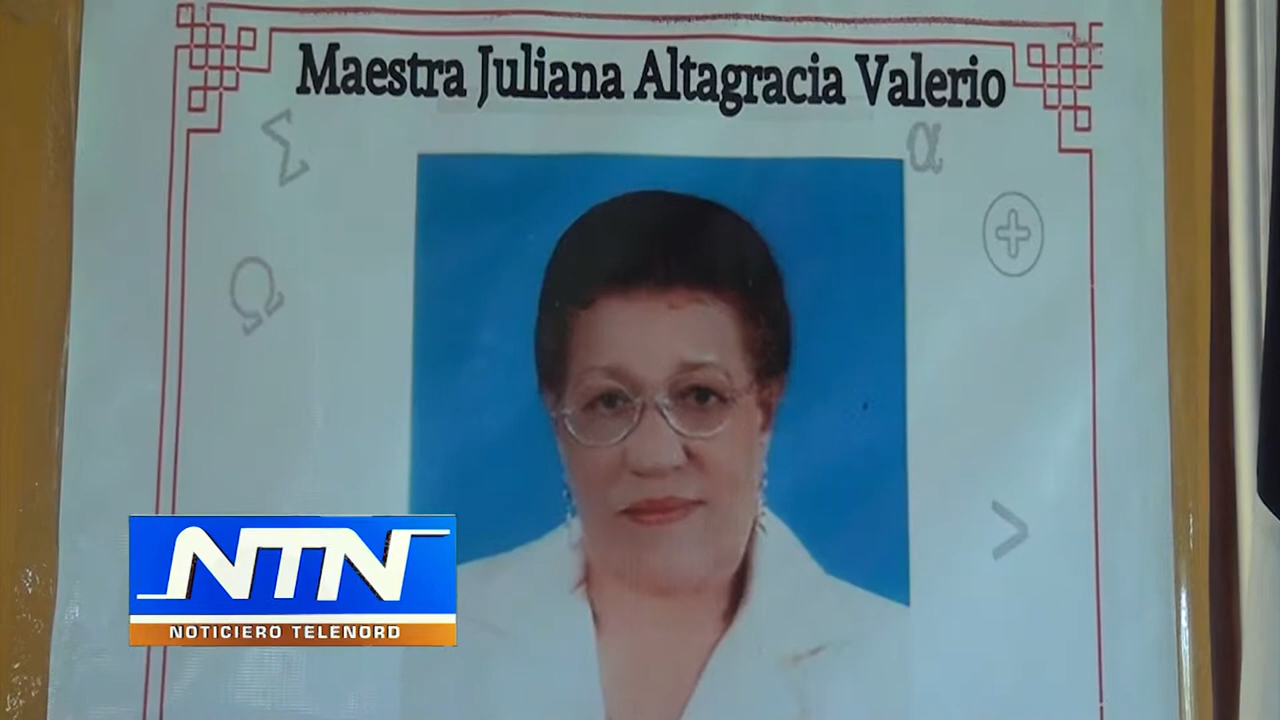 Maestra Juliana Altagracia Valerio
Σ
α
Ω
>
NTN
NOTICIERO TELENORD